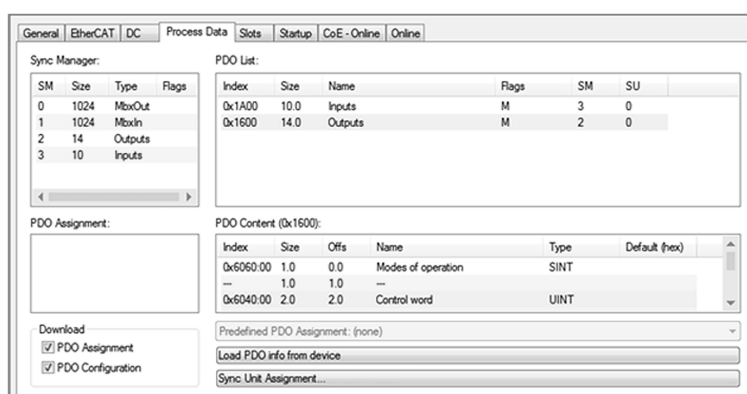 General EtherCAT DC Process Data Slots Startup CoE - Online Online
Sync Manager:
SM Size Type Flags
0 1024 MbxOut
1 1024 MbxIn
2 14 Outputs
3 10 Inputs
PDO List:
Index Size Name Flags SM SU
0x1A00 10.0 Inputs M 3 0
0x1600 14.0 Outputs M 2 0
PDO Assignment:
PDO Content (0x1600):
Index Size Offs Name Type Default (hex)
0x6060:00 1.0 0.0 Modes of operation SINT
--- 1.0 1.0 ---
0x6040:00 2.0 2.0 Control word UINT
Download
PDO Assignment
PDO Configuration
Predefined PDO Assignment: (none)
Load PDO info from device
Sync Unit Assignment...